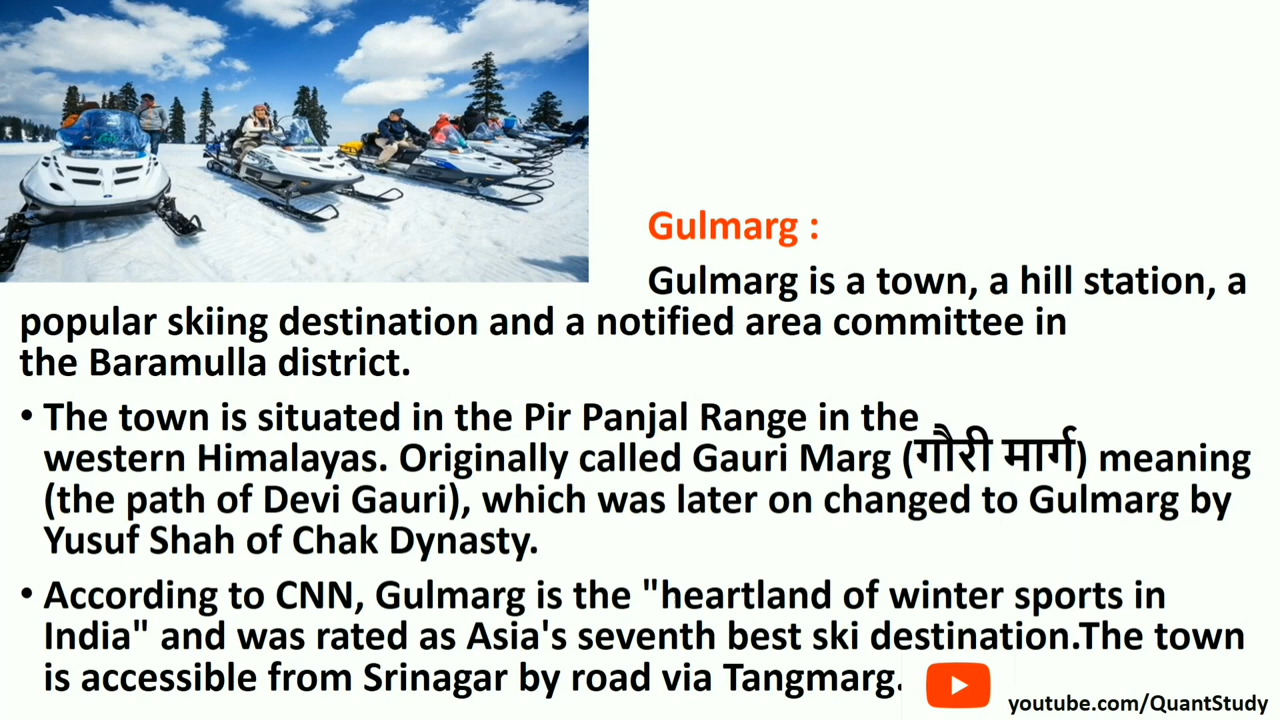 Gulmarg :
Gulmarg is a town, a hill station, a
popular skiing destination and a notified area committee in
the Baramulla district.
• The town is situated in the Pir Panjal Range in the
western Himalayas. Originally called Gauri Marg (गौरी मार्ग) meaning
(the path of Devi Gauri), which was later on changed to Gulmarg by
Yusuf Shah of Chak Dynasty.
• According to CNN, Gulmarg is the "heartland of winter sports in
India" and was rated as Asia's seventh best ski destination.The town
is accessible from Srinagar by road via Tangmarg.
youtube.com/QuantStudy